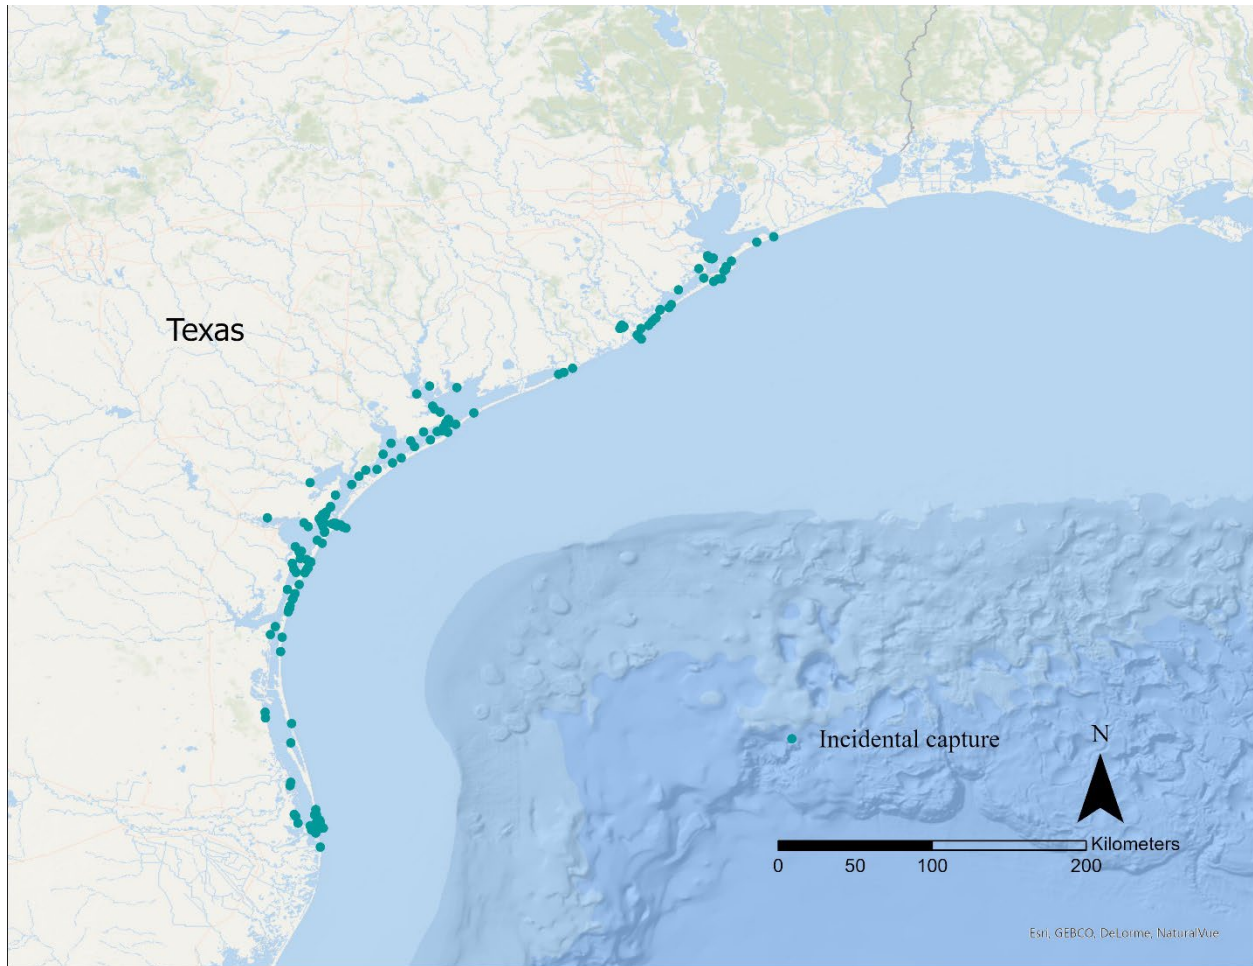 Texas
Incidental capture
N
Kilometers
0 50 100 200
Esri, GEBCO, DeLorme, NaturalVue